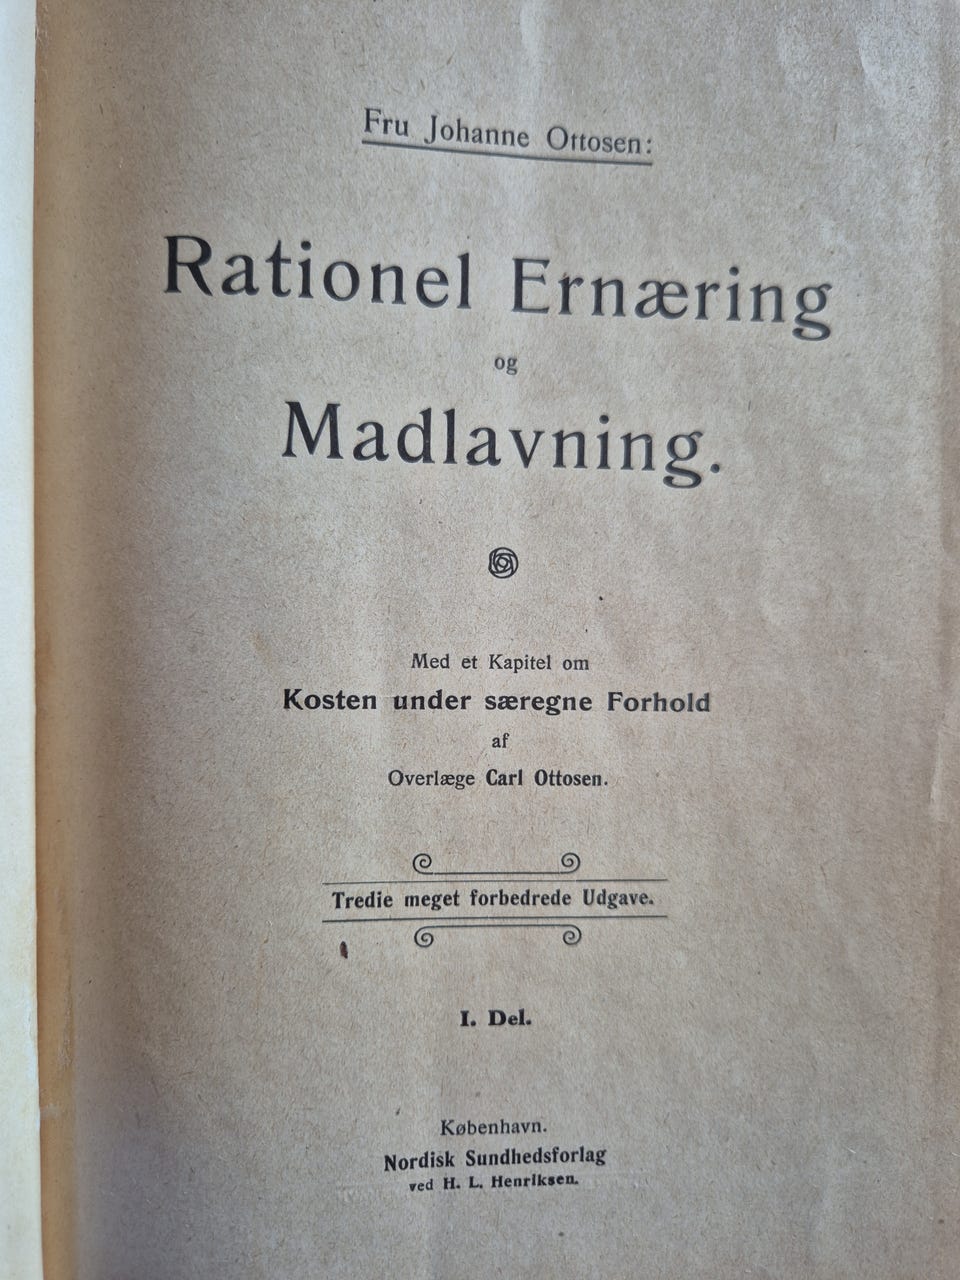 Fru Johanne Ottosen:
Rationel Ernæring
og
Madlavning.
Med et Kapitel om
Kosten under særegne Forhold
af
Overlæge Carl Ottosen.
Tredie meget forbedrede Udgave.
I. Del.
København.
Nordisk Sundhedsforlag
ved H. L. Henriksen.